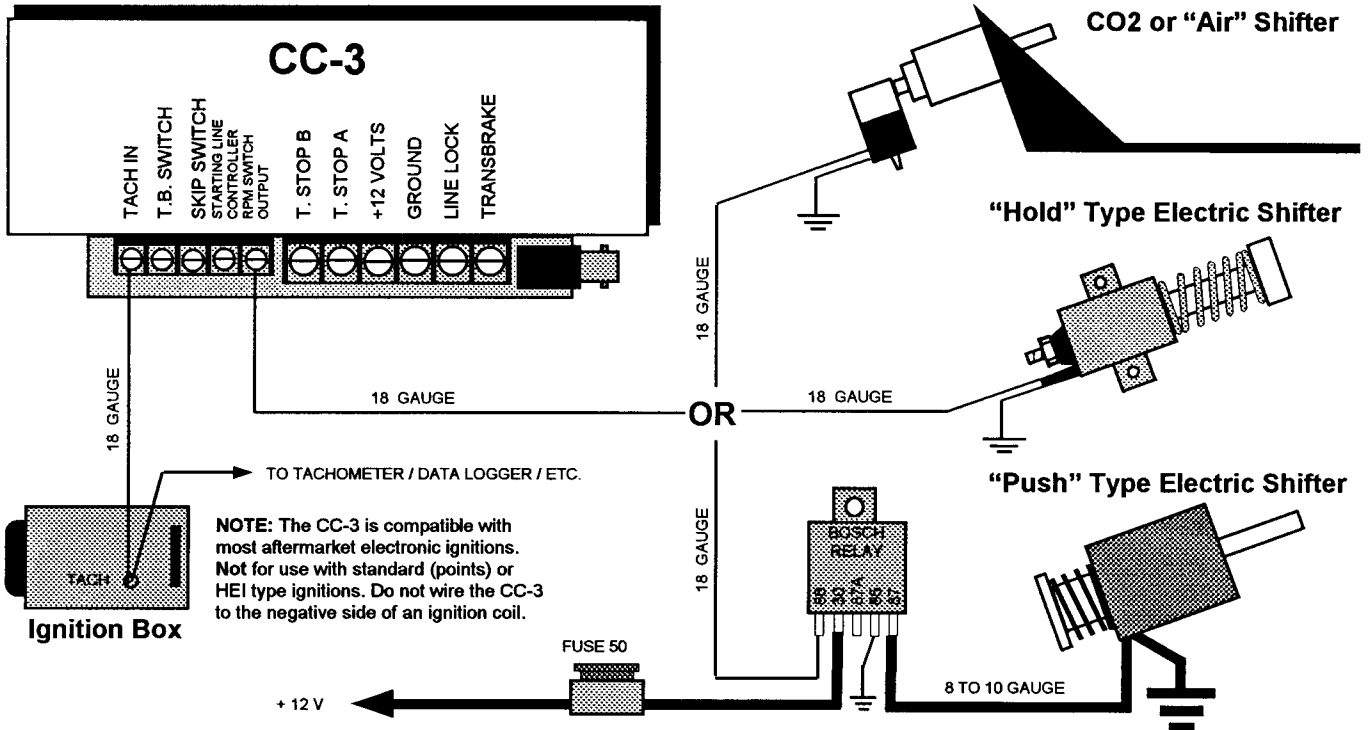 CC-3
TACH IN
T.B. SWITCH
SKIP SWITCH
STARTING LINE
CONTROLLER
RPM SWITCH
OUTPUT
T. STOP B
T. STOP A
+12 VOLTS
GROUND
LINE LOCK
TRANSBRAKE
CO2 or “Air” Shifter
“Hold” Type Electric Shifter
18 GAUGE
18 GAUGE
18 GAUGE
OR
18 GAUGE
TO TACHOMETER / DATA LOGGER / ETC.
“Push” Type Electric Shifter
NOTE: The CC-3 is compatible with
most aftermarket electronic ignitions.
Not for use with standard (points) or
HEI type ignitions. Do not wire the CC-3
to the negative side of an ignition coil.
TACH
Ignition Box
18 GAUGE
BOSCH
RELAY
30
87A
87
FUSE 50
+ 12 V
8 TO 10 GAUGE